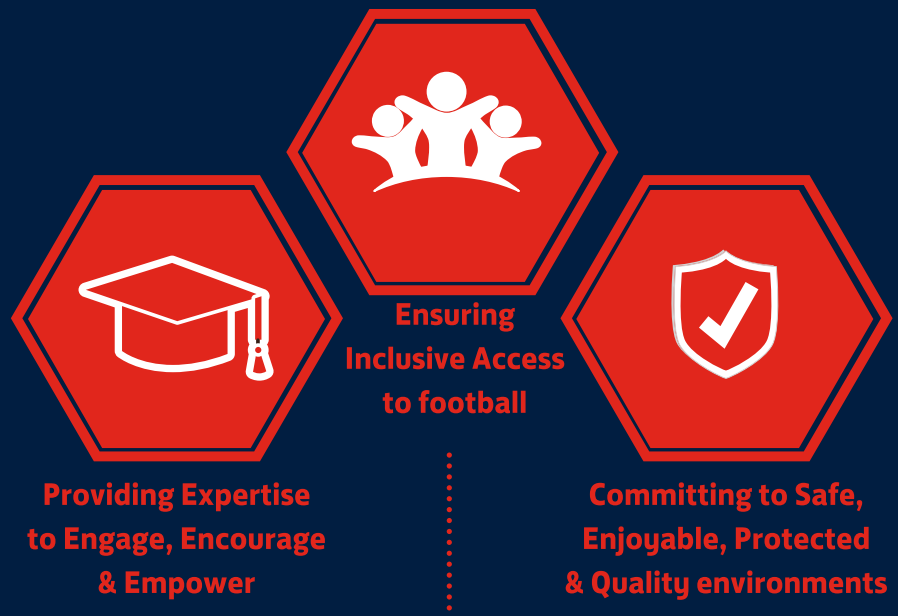 Ensuring
Inclusive Access
to football
Providing Expertise
to Engage, Encourage
& Empower
Committing to Safe,
Enjoyable, Protected
& Quality environments